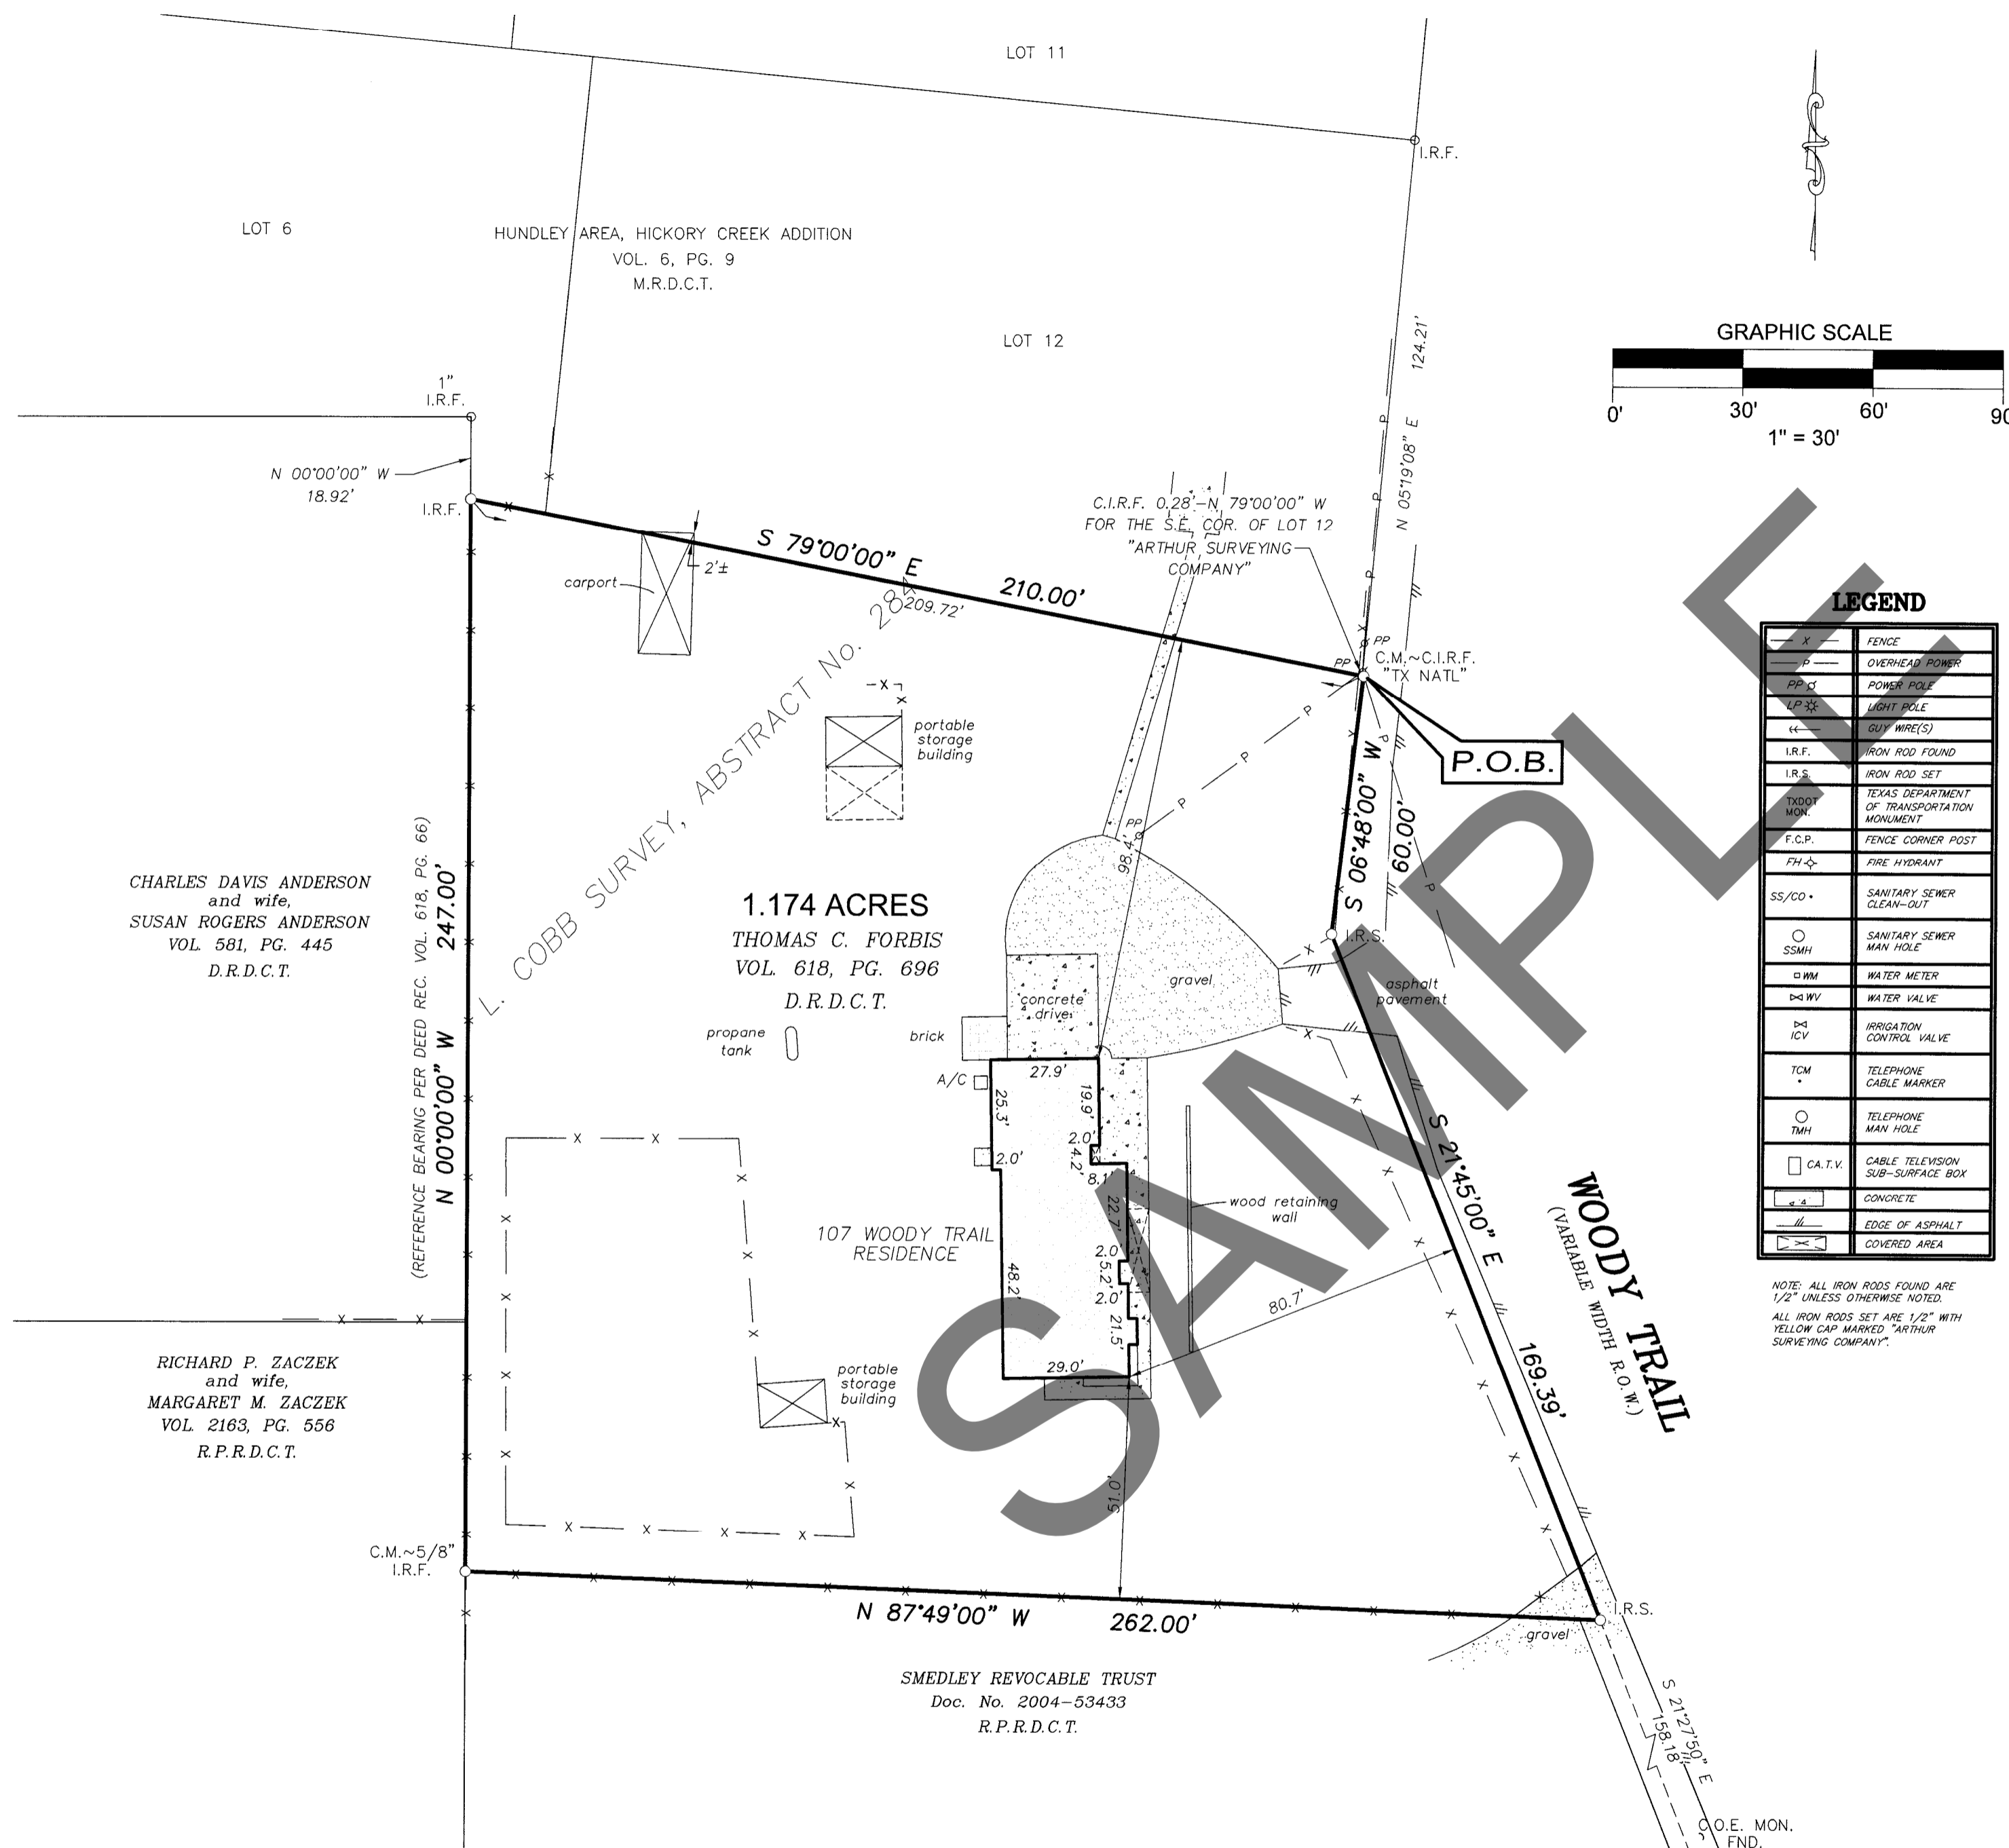 LOT 11
I.R.F.
LOT 6
HUNDLEY AREA, HICKORY CREEK ADDITION
VOL. 6, PG. 9
M.R.D.C.T.
LOT 12
124.21'
N 05°19'08" E
GRAPHIC SCALE
0' 30' 60' 90
1" = 30'
1"
I.R.F.
N 00°00'00" W
18.92'
I.R.F.
C.I.R.F. 0.28'–N 79°00'00" W
FOR THE S.E. COR. OF LOT 12
"ARTHUR SURVEYING
COMPANY"
S 79°00'00" E 210.00'
209.72'
2'±
carport
PP
PP
C.M.~C.I.R.F.
"TX NATL"
P.O.B.
L. COBB SURVEY, ABSTRACT No. 284
portable
storage
building
S 06°48'00" W
60.00'
PP
98.4'
CHARLES DAVIS ANDERSON
and wife,
SUSAN ROGERS ANDERSON
VOL. 581, PG. 445
D.R.D.C.T.
(REFERENCE BEARING PER DEED REC. VOL. 618, PG. 66)
N 00°00'00" W 247.00'
1.174 ACRES
THOMAS C. FORBIS
VOL. 618, PG. 696
D.R.D.C.T.
I.R.S.
gravel
asphalt
pavement
concrete
drive
propane
tank
brick
A/C
27.9'
25.3'
19.9'
2.0'
4.2'
2.0'
8.1'
22.7'
107 WOODY TRAIL
RESIDENCE
2.0'
5.2'
2.0'
48.2'
21.5'
29.0'
wood retaining
wall
80.7'
51.0'
S 21°45'00" E
169.39'
WOODY TRAIL
(VARIABLE WIDTH R.O.W.)
RICHARD P. ZACZEK
and wife,
MARGARET M. ZACZEK
VOL. 2163, PG. 556
R.P.R.D.C.T.
portable
storage
building
C.M.~5/8"
I.R.F.
N 87°49'00" W 262.00'
I.R.S.
gravel
SMEDLEY REVOCABLE TRUST
Doc. No. 2004–53433
R.P.R.D.C.T.
S 21°27'50" E
158.18'
C.O.E. MON.
FND.
LEGEND
X FENCE
P OVERHEAD POWER
PP POWER POLE
LP LIGHT POLE
GUY WIRE(S)
I.R.F. IRON ROD FOUND
I.R.S. IRON ROD SET
TXDOT
MON.
TEXAS DEPARTMENT
OF TRANSPORTATION
MONUMENT
F.C.P. FENCE CORNER POST
FH FIRE HYDRANT
SS/CO
SANITARY SEWER
CLEAN–OUT
SSMH
SANITARY SEWER
MAN HOLE
WM WATER METER
WV WATER VALVE
ICV
IRRIGATION
CONTROL VALVE
TCM
TELEPHONE
CABLE MARKER
TMH
TELEPHONE
MAN HOLE
CA.T.V.
CABLE TELEVISION
SUB–SURFACE BOX
CONCRETE
EDGE OF ASPHALT
COVERED AREA
NOTE: ALL IRON RODS FOUND ARE
1/2" UNLESS OTHERWISE NOTED.
ALL IRON RODS SET ARE 1/2" WITH
YELLOW CAP MARKED "ARTHUR
SURVEYING COMPANY".
SAMPLE